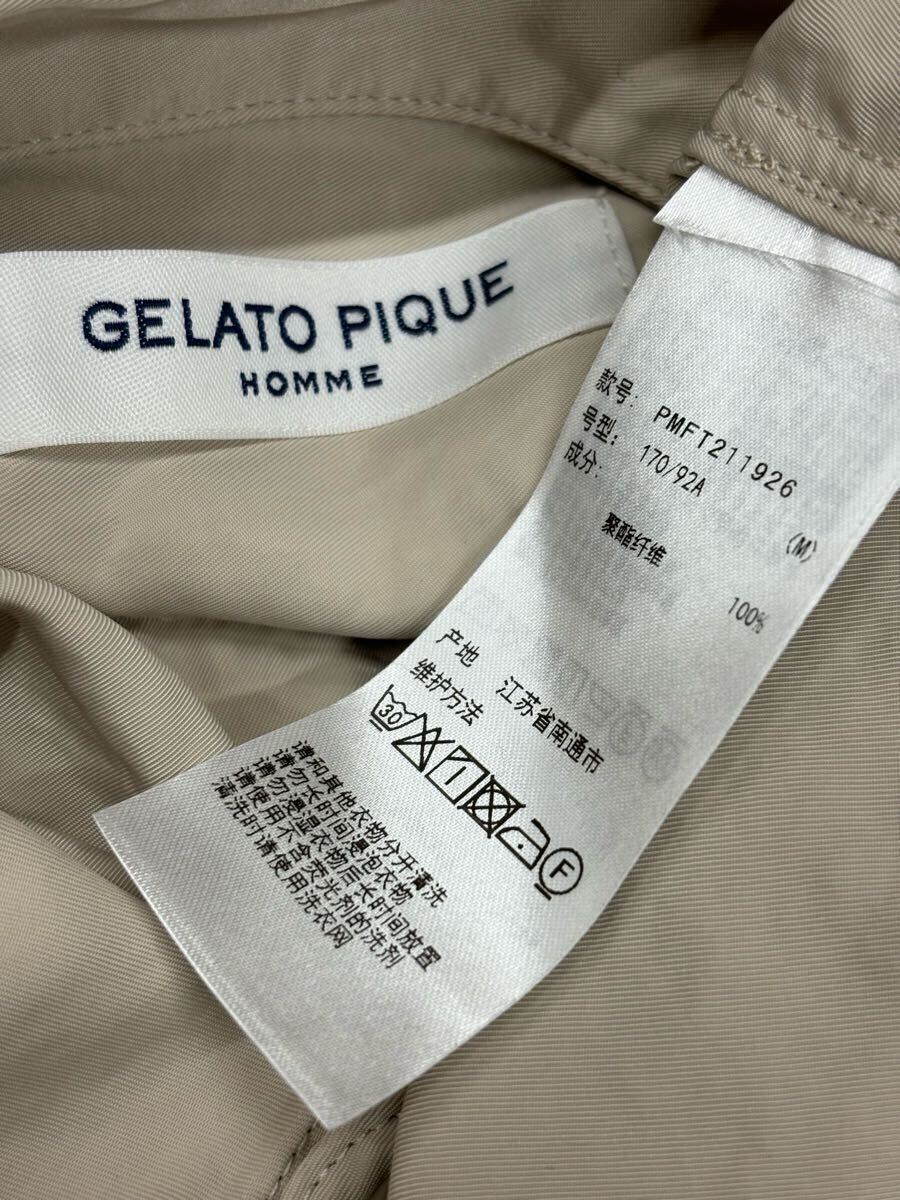 GELATO PIQUE
HOMME
款号: PMFT211926
号型: 170/92A (M)
成分:
聚酯纤维 100%
产地 江苏省南通市
维护方法
30 F
请和其他衣物分开清洗
请勿长时间浸泡衣物
请勿浸湿衣物后长时间放置
请使用不含荧光剂的洗剂
清洗时请使用洗衣网